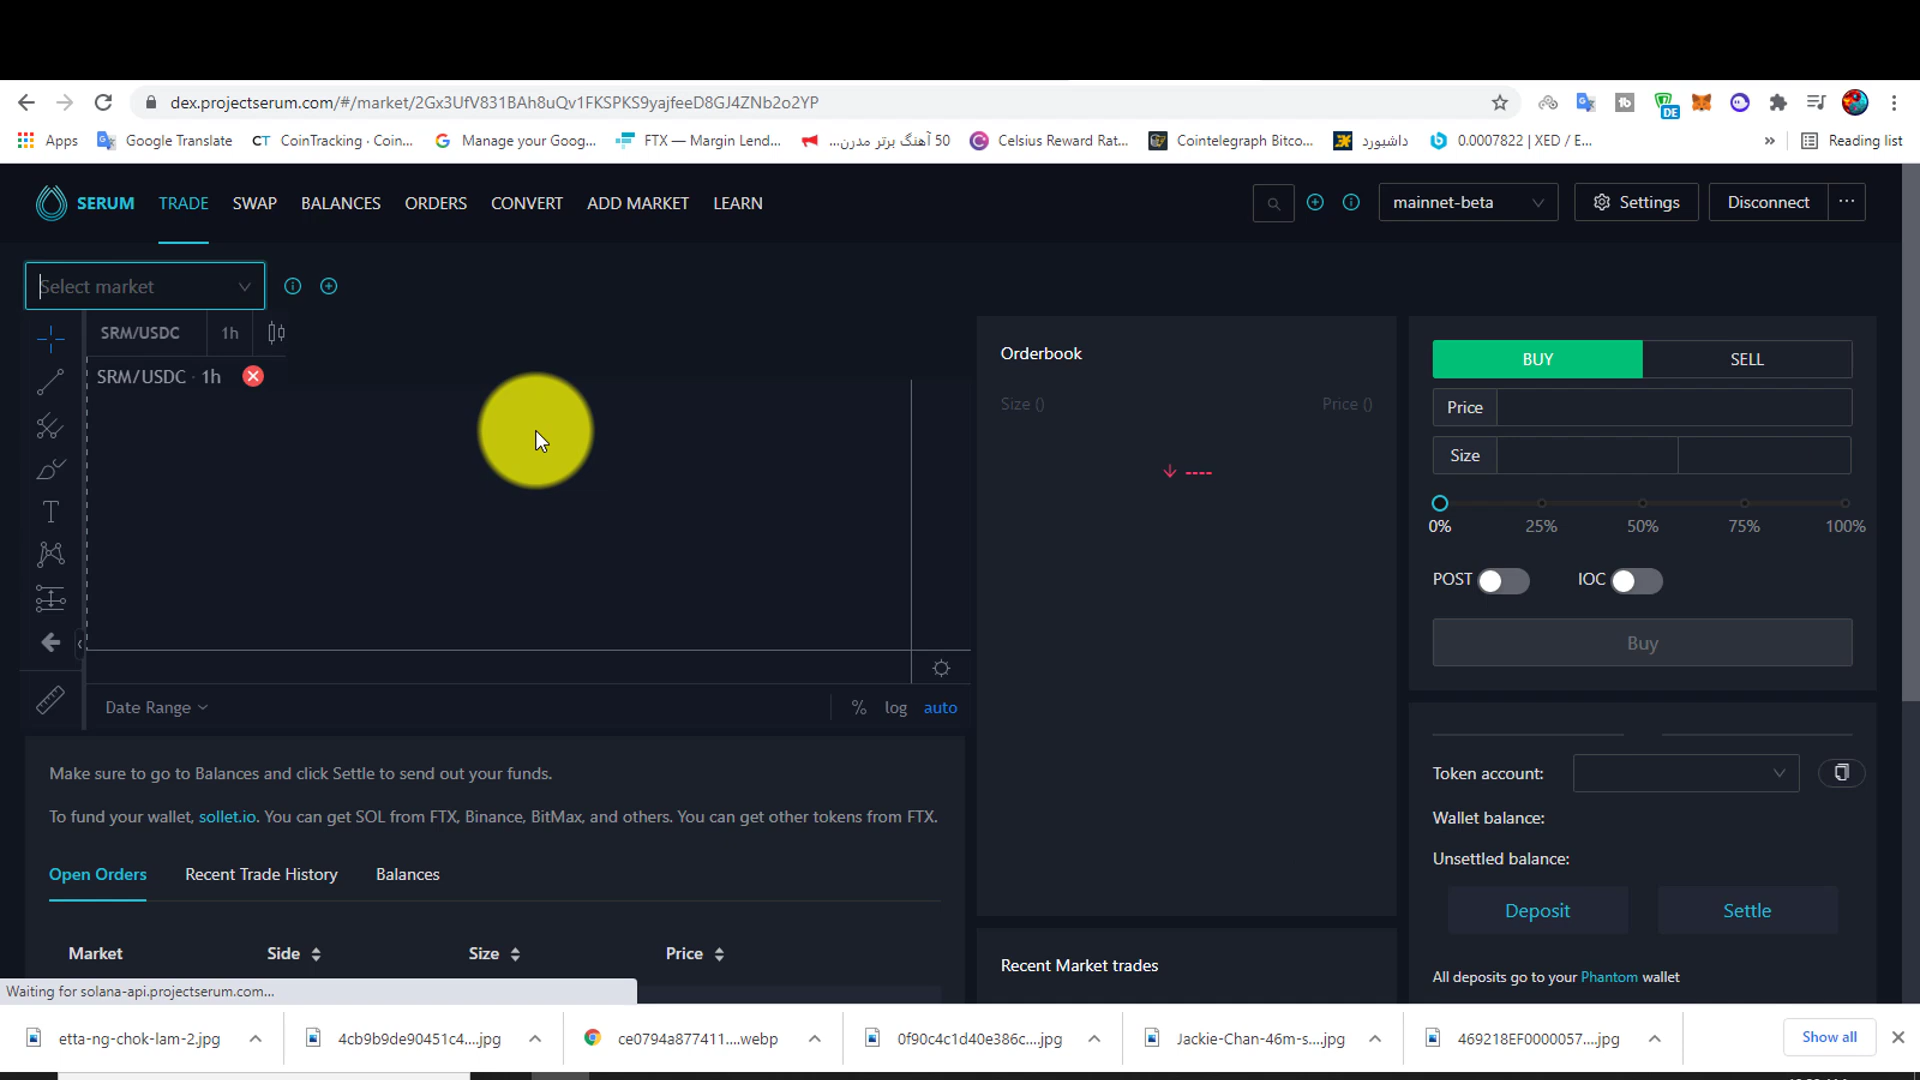 dex.projectserum.com/#/market/2Gx3UfV831BAh8uQv1FKSPKS9yajfeeD8GJ4ZNb2o2YP
DE
Apps
Google Translate
CT CoinTracking · Coin...
Manage your Goog...
FTX — Margin Lend...
50 آهنگ برتر مدرن...
Celsius Reward Rat...
Cointelegraph Bitcoi...
داشبورد
0.0007822 | XED / E...
»
Reading list
SERUM
TRADE
SWAP
BALANCES
ORDERS
CONVERT
ADD MARKET
LEARN
mainnet-beta
Settings
Disconnect
...
Select market
SRM/USDC
1h
SRM/USDC · 1h
Date Range
%
log
auto
Orderbook
Size ()
Price ()
----
BUY
SELL
Price
Size
0%
25%
50%
75%
100%
POST
IOC
Buy
Make sure to go to Balances and click Settle to send out your funds.
To fund your wallet, sollet.io. You can get SOL from FTX, Binance, BitMax, and others. You can get other tokens from FTX.
Open Orders
Recent Trade History
Balances
Market
Side
Size
Price
Recent Market trades
Token account:
Wallet balance:
Unsettled balance:
Deposit
Settle
All deposits go to your Phantom wallet
Waiting for solana-api.projectserum.com...
etta-ng-chok-lam-2.jpg
4cb9b9de90451c4....jpg
ce0794a877411....webp
0f90c4c1d40e386c....jpg
Jackie-Chan-46m-s....jpg
469218EF0000057....jpg
Show all